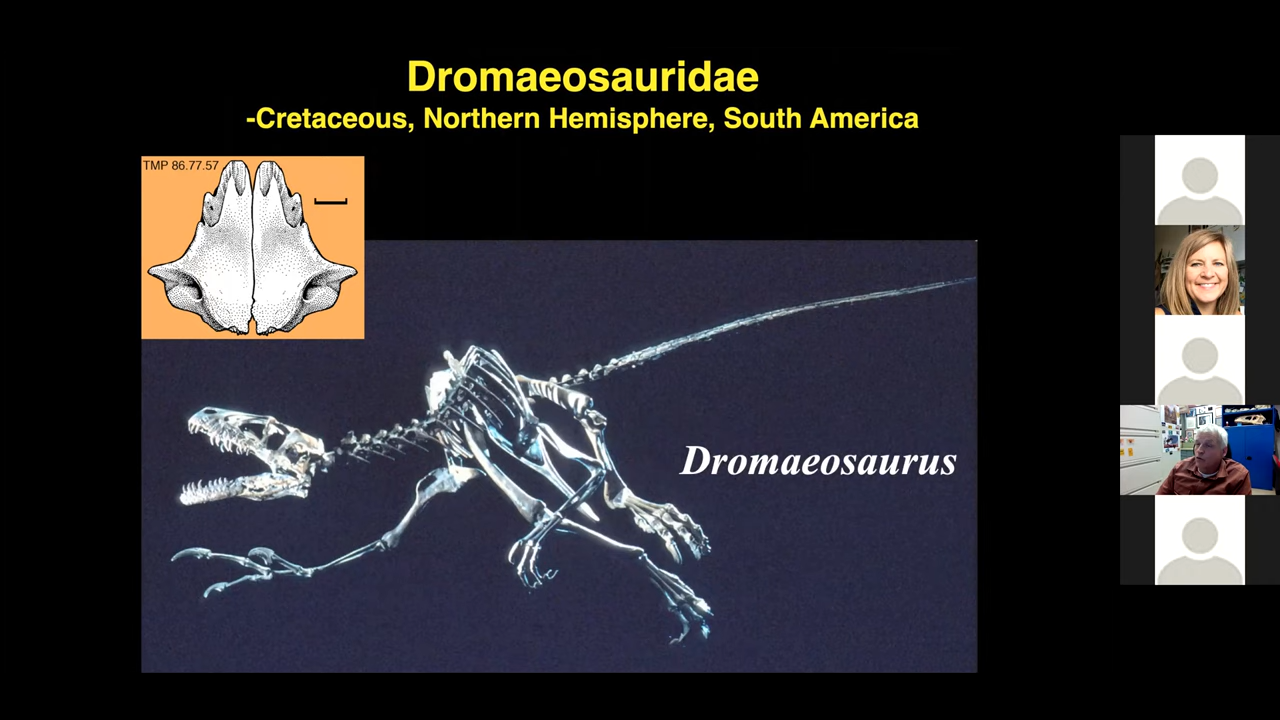 Dromaeosauridae
-Cretaceous, Northern Hemisphere, South America
TMP 86.77.57
Dromaeosaurus